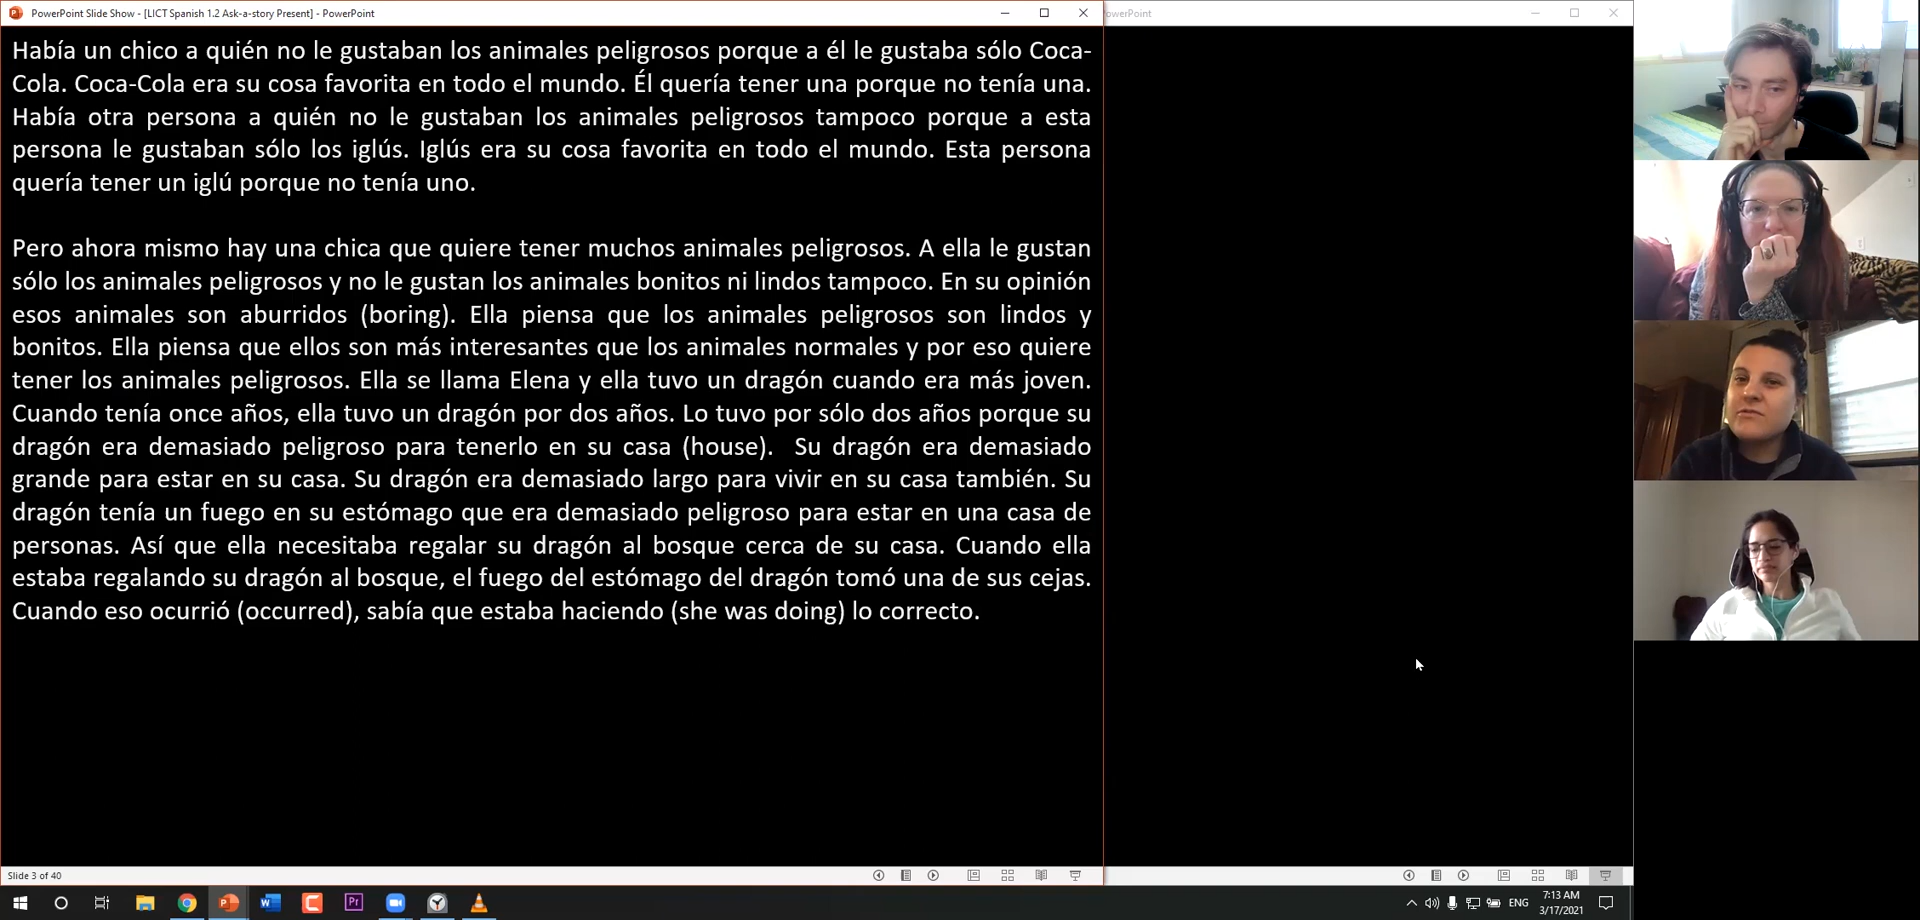 PowerPoint Slide Show - [LICT Spanish 1.2 Ask-a-story Present] - PowerPoint
PowerPoint
Había un chico a quién no le gustaban los animales peligrosos porque a él le gustaba sólo Coca-
Cola. Coca-Cola era su cosa favorita en todo el mundo. Él quería tener una porque no tenía una.
Había otra persona a quién no le gustaban los animales peligrosos tampoco porque a esta
persona le gustaban sólo los iglús. Iglús era su cosa favorita en todo el mundo. Esta persona
quería tener un iglú porque no tenía uno.
Pero ahora mismo hay una chica que quiere tener muchos animales peligrosos. A ella le gustan
sólo los animales peligrosos y no le gustan los animales bonitos ni lindos tampoco. En su opinión
esos animales son aburridos (boring). Ella piensa que los animales peligrosos son lindos y
bonitos. Ella piensa que ellos son más interesantes que los animales normales y por eso quiere
tener los animales peligrosos. Ella se llama Elena y ella tuvo un dragón cuando era más joven.
Cuando tenía once años, ella tuvo un dragón por dos años. Lo tuvo por sólo dos años porque su
dragón era demasiado peligroso para tenerlo en su casa (house). Su dragón era demasiado
grande para estar en su casa. Su dragón era demasiado largo para vivir en su casa también. Su
dragón tenía un fuego en su estómago que era demasiado peligroso para estar en una casa de
personas. Así que ella necesitaba regalar su dragón al bosque cerca de su casa. Cuando ella
estaba regalando su dragón al bosque, el fuego del estómago del dragón tomó una de sus cejas.
Cuando eso ocurrió (occurred), sabía que estaba haciendo (she was doing) lo correcto.
Slide 3 of 40
ENG
7:13 AM
3/17/2021